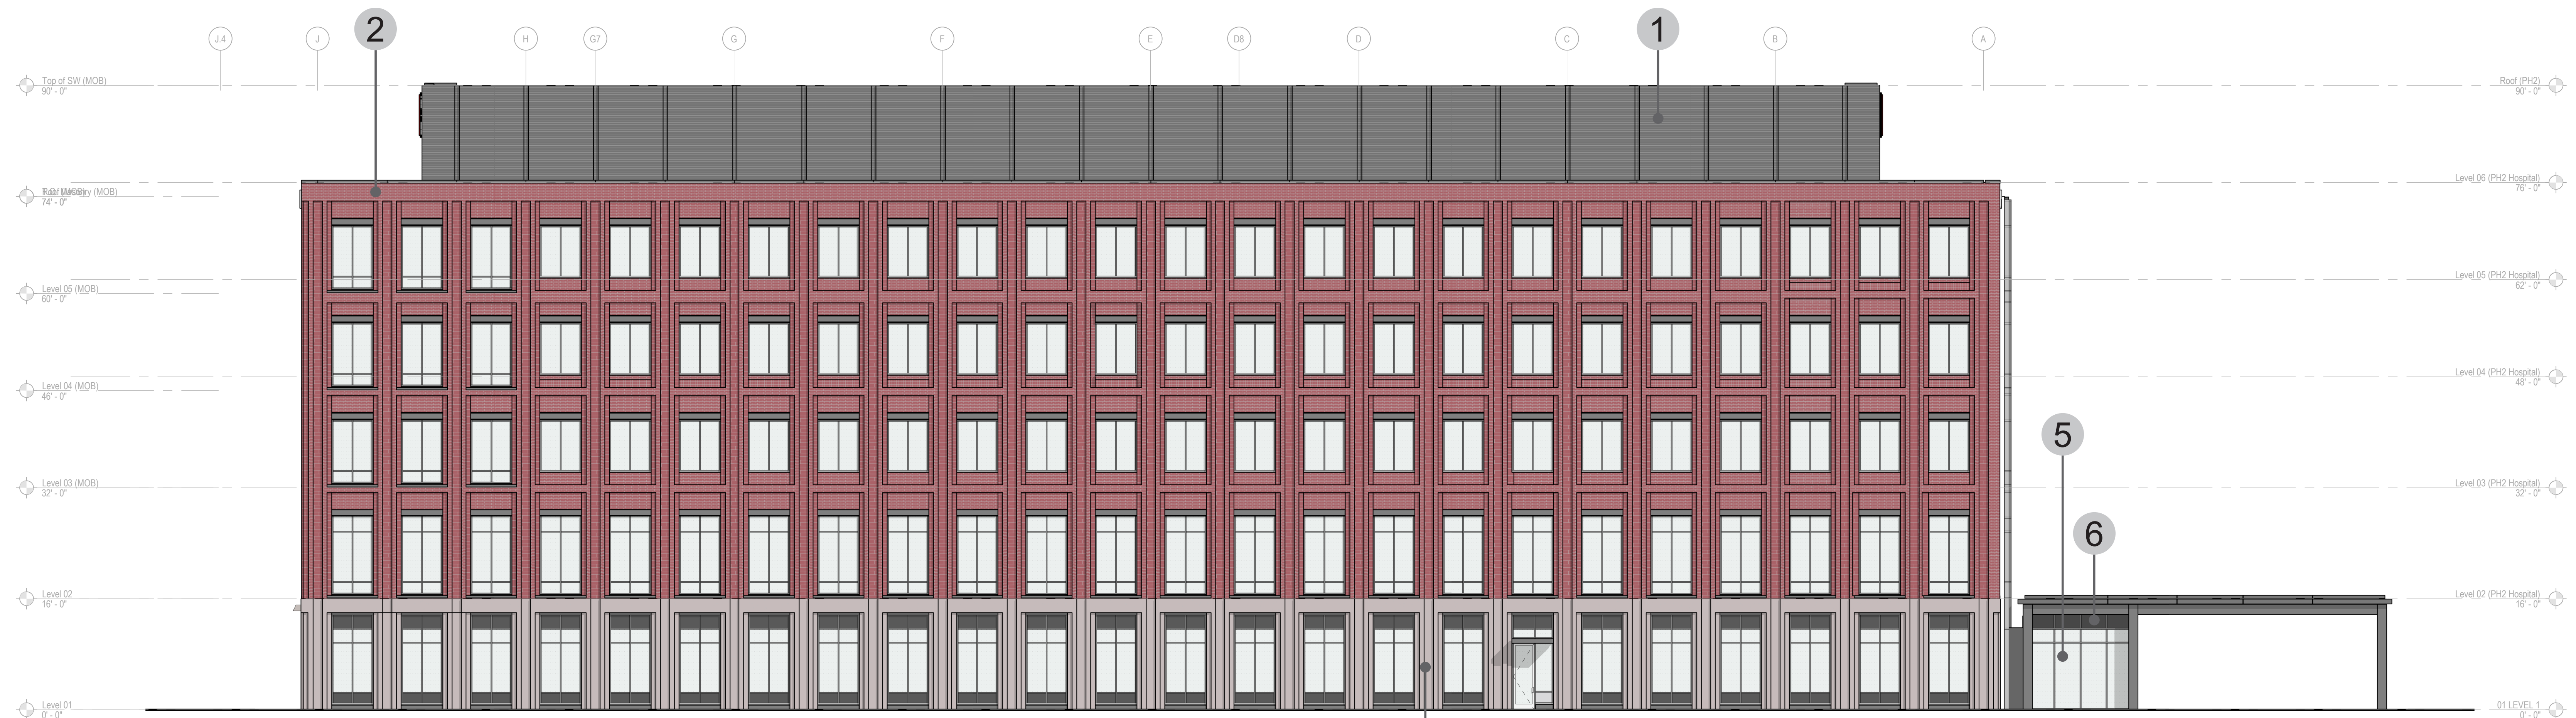 2
1
J.4
J
H
G7
G
F
E
D8
D
C
B
A
Top of SW (MOB)
90' - 0"
Roof (PH2)
90' - 0"
(MOB)
74' - 0"
Level 06 (PH2 Hospital)
76' - 0"
Level 05 (MOB)
60' - 0"
Level 05 (PH2 Hospital)
62' - 0"
Level 04 (MOB)
46' - 0"
Level 04 (PH2 Hospital)
48' - 0"
5
Level 03 (MOB)
32' - 0"
Level 03 (PH2 Hospital)
32' - 0"
6
Level 02
16' - 0"
Level 02 (PH2 Hospital)
16' - 0"
Level 01
0' - 0"
01 LEVEL 1
0' - 0"